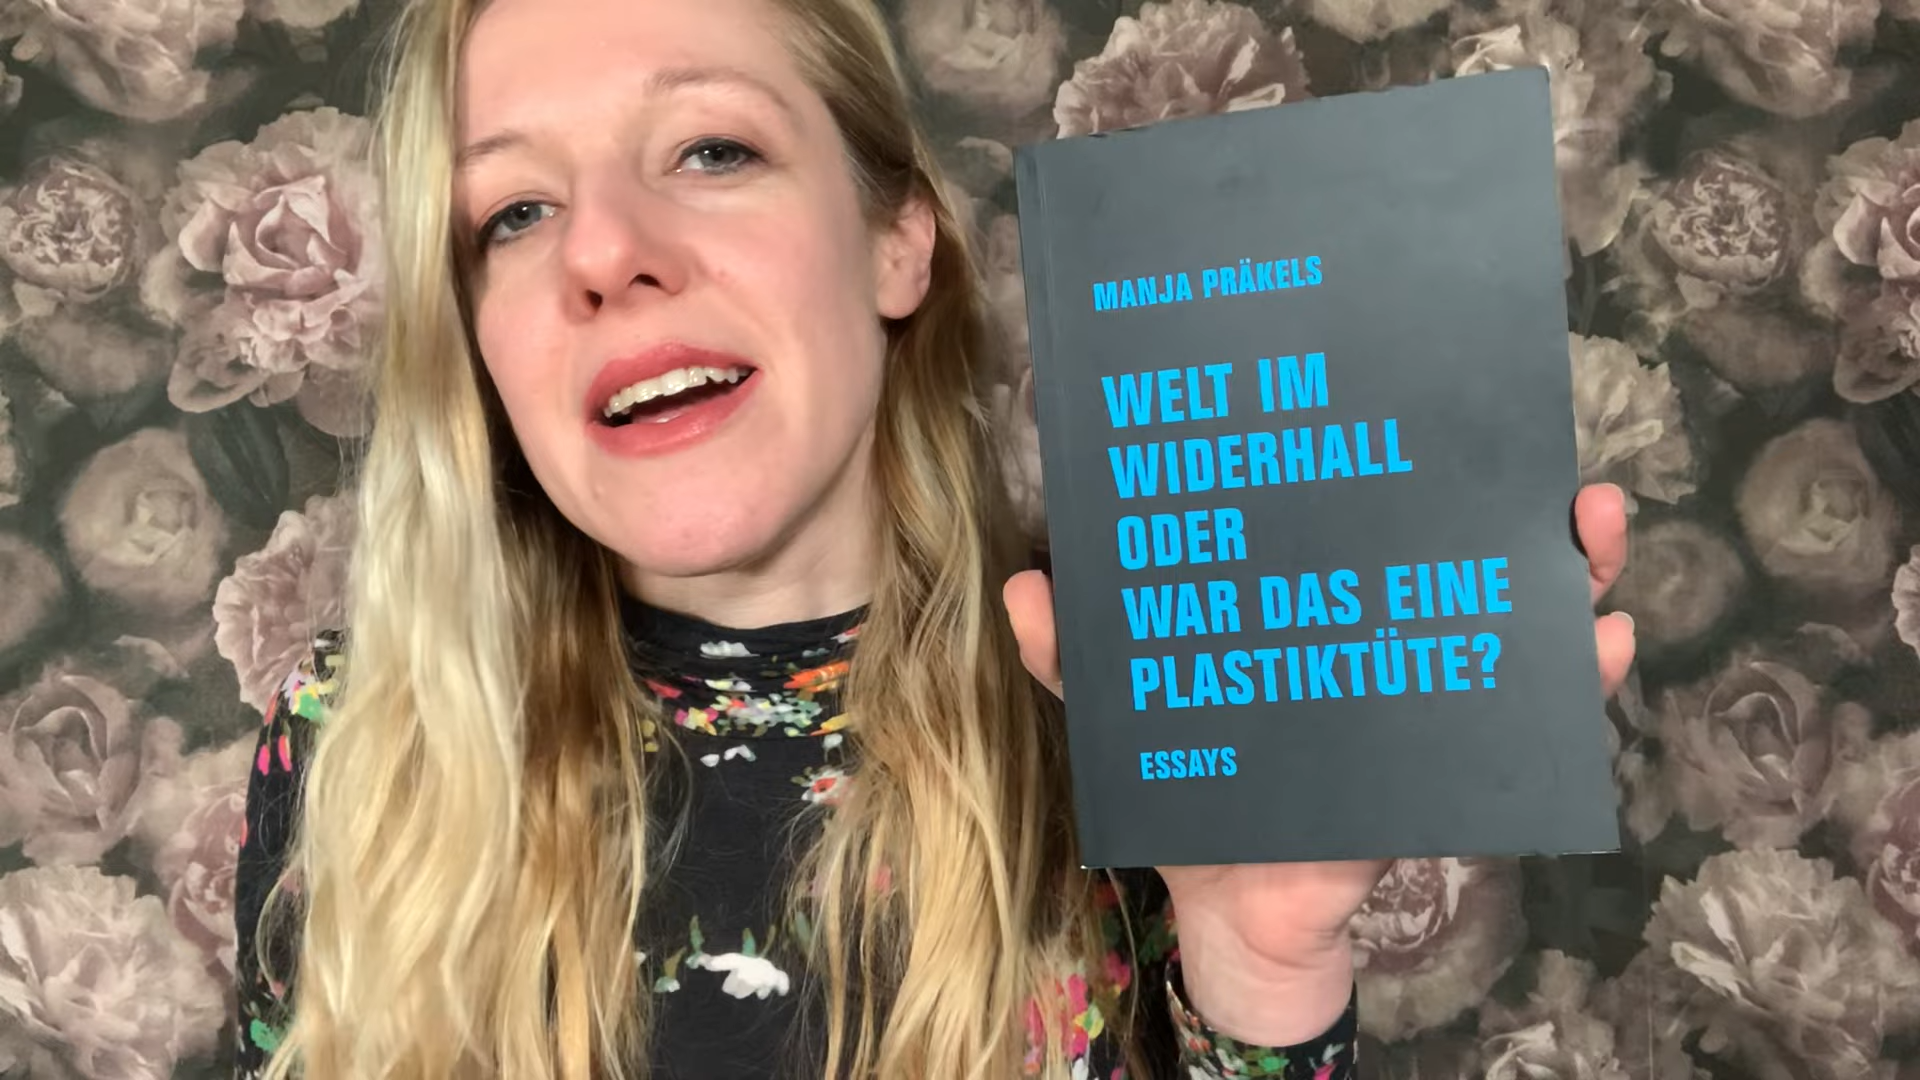 MANJA PRÄKELS
WELT IM
WIDERHALL
ODER
WAR DAS EINE
PLASTIKTÜTE?
ESSAYS